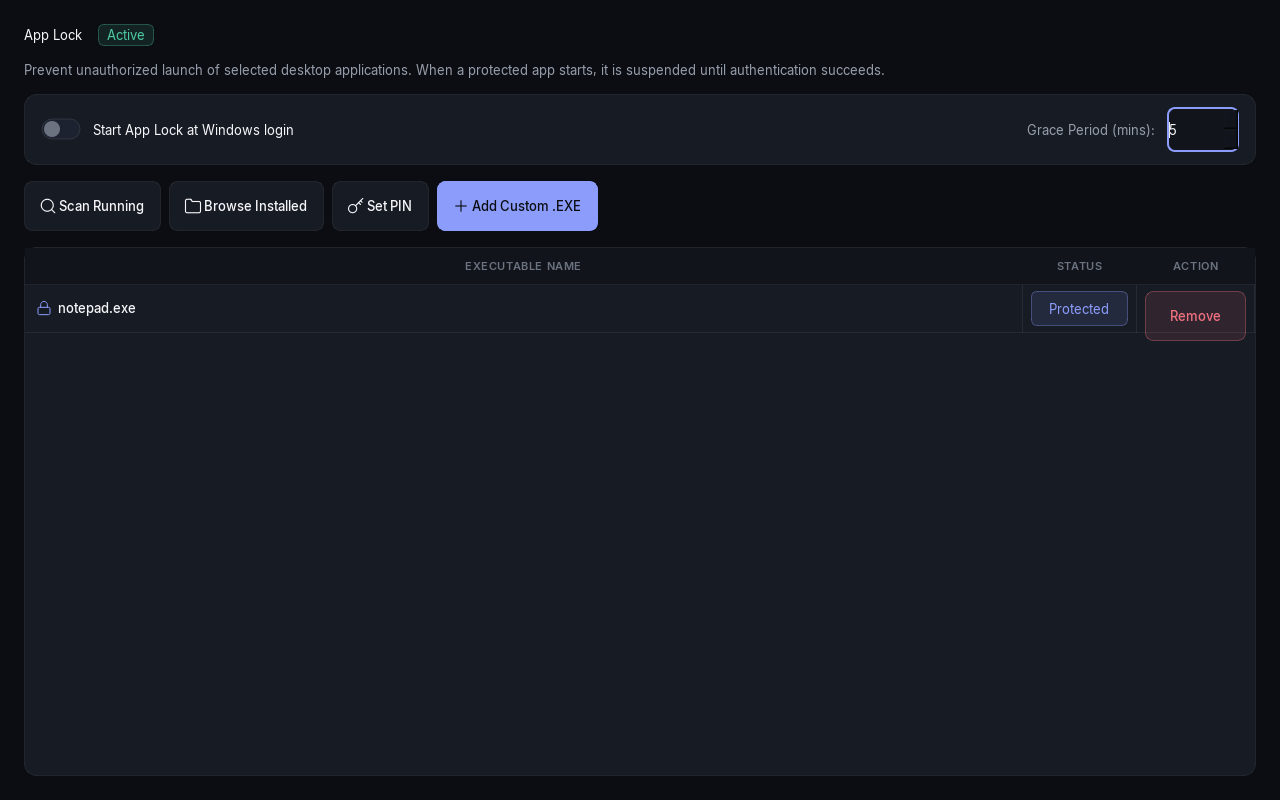 App Lock Active
Prevent unauthorized launch of selected desktop applications. When a protected app starts, it is suspended until authentication succeeds.
Start App Lock at Windows login Grace Period (mins): 5
Scan Running Browse Installed Set PIN Add Custom .EXE
EXECUTABLE NAME STATUS ACTION
notepad.exe Protected Remove